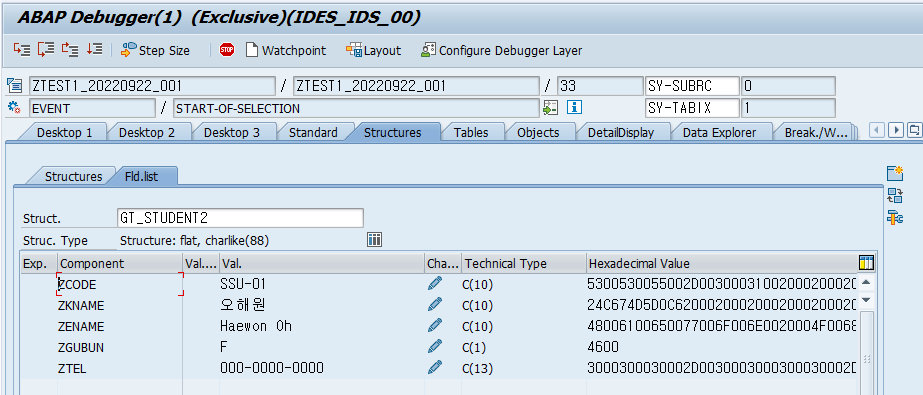 ABAP Debugger(1) (Exclusive)(IDES_IDS_00)
Step Size STOP Watchpoint Layout Configure Debugger Layer
ZTEST1_20220922_001 / ZTEST1_20220922_001 / 33 SY-SUBRC 0
EVENT / START-OF-SELECTION SY-TABIX 1
Desktop 1 Desktop 2 Desktop 3 Standard Structures Tables Objects DetailDisplay Data Explorer Break./W...
Structures Fld.list
Struct. GT_STUDENT2
Struc. Type Structure: flat, charlike(88)
Exp. Component Val.... Val. Cha... Technical Type Hexadecimal Value
ZCODE SSU-01 C(10) 5300530055002D003000310020002000200020
ZKNAME 오해원 C(10) 24C674D5D0C620002000200020002000200020
ZENAME Haewon Oh C(10) 48006100650077006F006E0020004F0068
ZGUBUN F C(1) 4600
ZTEL 000-0000-0000 C(13) 3000300030002D0030003000300030002D